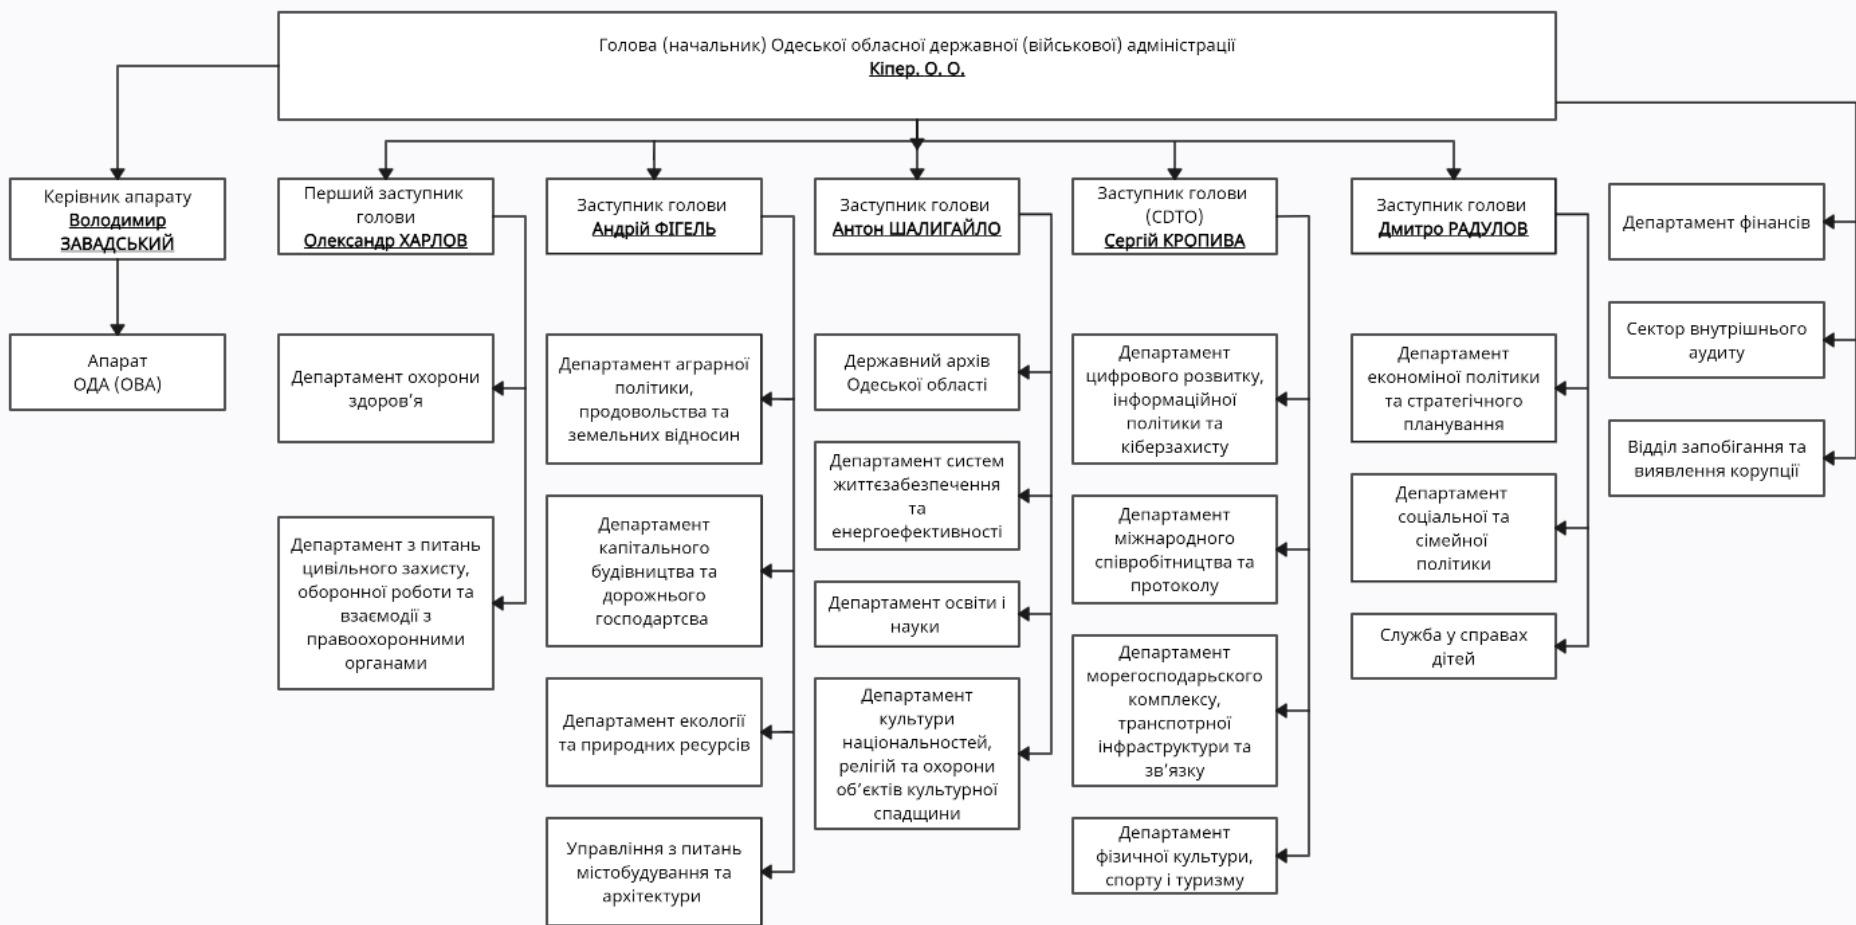 Голова (начальник) Одеської обласної державної (військової) адміністрації
Кіпер. О. О.
Керівник апарату
Володимир
ЗАВАДСЬКИЙ
Апарат
ОДА (ОВА)
Перший заступник
голови
Олександр ХАРЛОВ
Департамент охорони
здоров’я
Департамент з питань
цивільного захисту,
оборонної роботи та
взаємодії з
правоохоронними
органами
Заступник голови
Андрій ФІГЕЛЬ
Департамент аграрної
політики,
продовольства та
земельних відносин
Департамент
капітального
будівництва та
дорожнього
господартсва
Департамент екології
та природних ресурсів
Управління з питань
містобудування та
архітектури
Заступник голови
Антон ШАЛИГАЙЛО
Державний архів
Одеської області
Департамент систем
життєзабезпечення
та
енергоефективності
Департамент освіти і
науки
Департамент
культури
національностей,
релігій та охорони
об’єктів культурної
спадщини
Заступник голови
(CDTO)
Сергій КРОПИВА
Департамент
цифрового розвитку,
інформаційної
політики та
кіберзахисту
Департамент
міжнародного
співробітництва та
протоколу
Департамент
морегосподарьского
комплексу,
транспотрної
інфраструктури та
зв’язку
Департамент
фізичної культури,
спорту і туризму
Заступник голови
Дмитро РАДУЛОВ
Департамент
економіної політики
та стратегічного
планування
Департамент
соціальної та
сімейної
політики
Служба у справах
дітей
Департамент фінансів
Сектор внутрішнього
аудиту
Відділ запобігання та
виявлення корупції